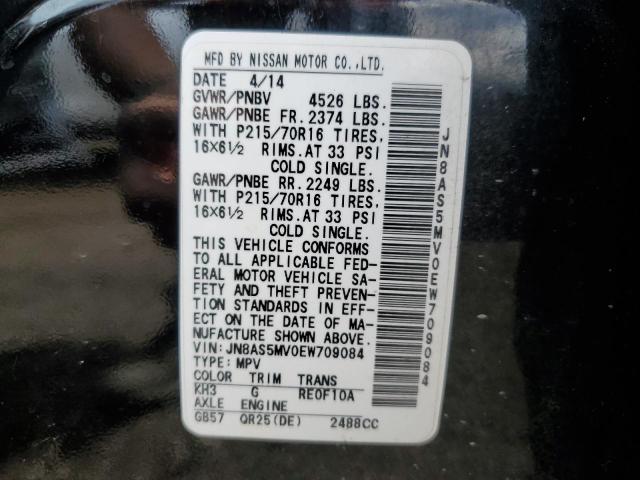 MFD BY NISSAN MOTOR CO.,LTD.
DATE 4/14
GVWR/PNBV 4526 LBS.
GAWR/PNBE FR. 2374 LBS.
WITH P215/70R16 TIRES,
16X6½ RIMS.AT 33 PSI
COLD SINGLE.
GAWR/PNBE RR. 2249 LBS.
WITH P215/70R16 TIRES,
16X6½ RIMS.AT 33 PSI
COLD SINGLE.
THIS VEHICLE CONFORMS
TO ALL APPLICABLE FED-
ERAL MOTOR VEHICLE SA-
FETY AND THEFT PREVEN-
TION STANDARDS IN EFF-
ECT ON THE DATE OF MA-
NUFACTURE SHOWN ABOVE.
VIN:JN8AS5MV0EW709084
TYPE:MPV
COLOR TRIM TRANS
KH3 G RE0F10A
AXLE ENGINE
GB57 QR25(DE) 2488CC
JN8AS5MV0EW709084